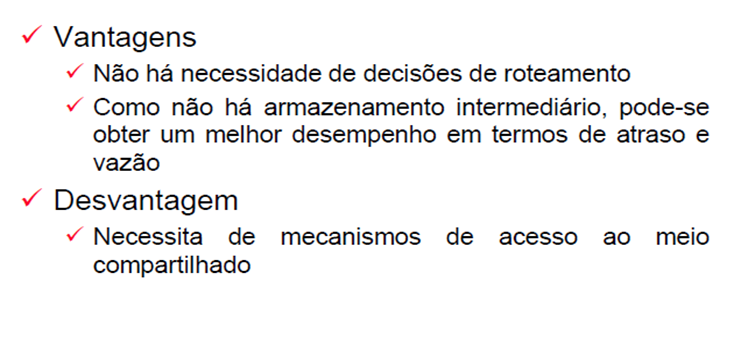 Vantagens
Não há necessidade de decisões de roteamento
Como não há armazenamento intermediário, pode-se
obter um melhor desempenho em termos de atraso e
vazão
Desvantagem
Necessita de mecanismos de acesso ao meio
compartilhado